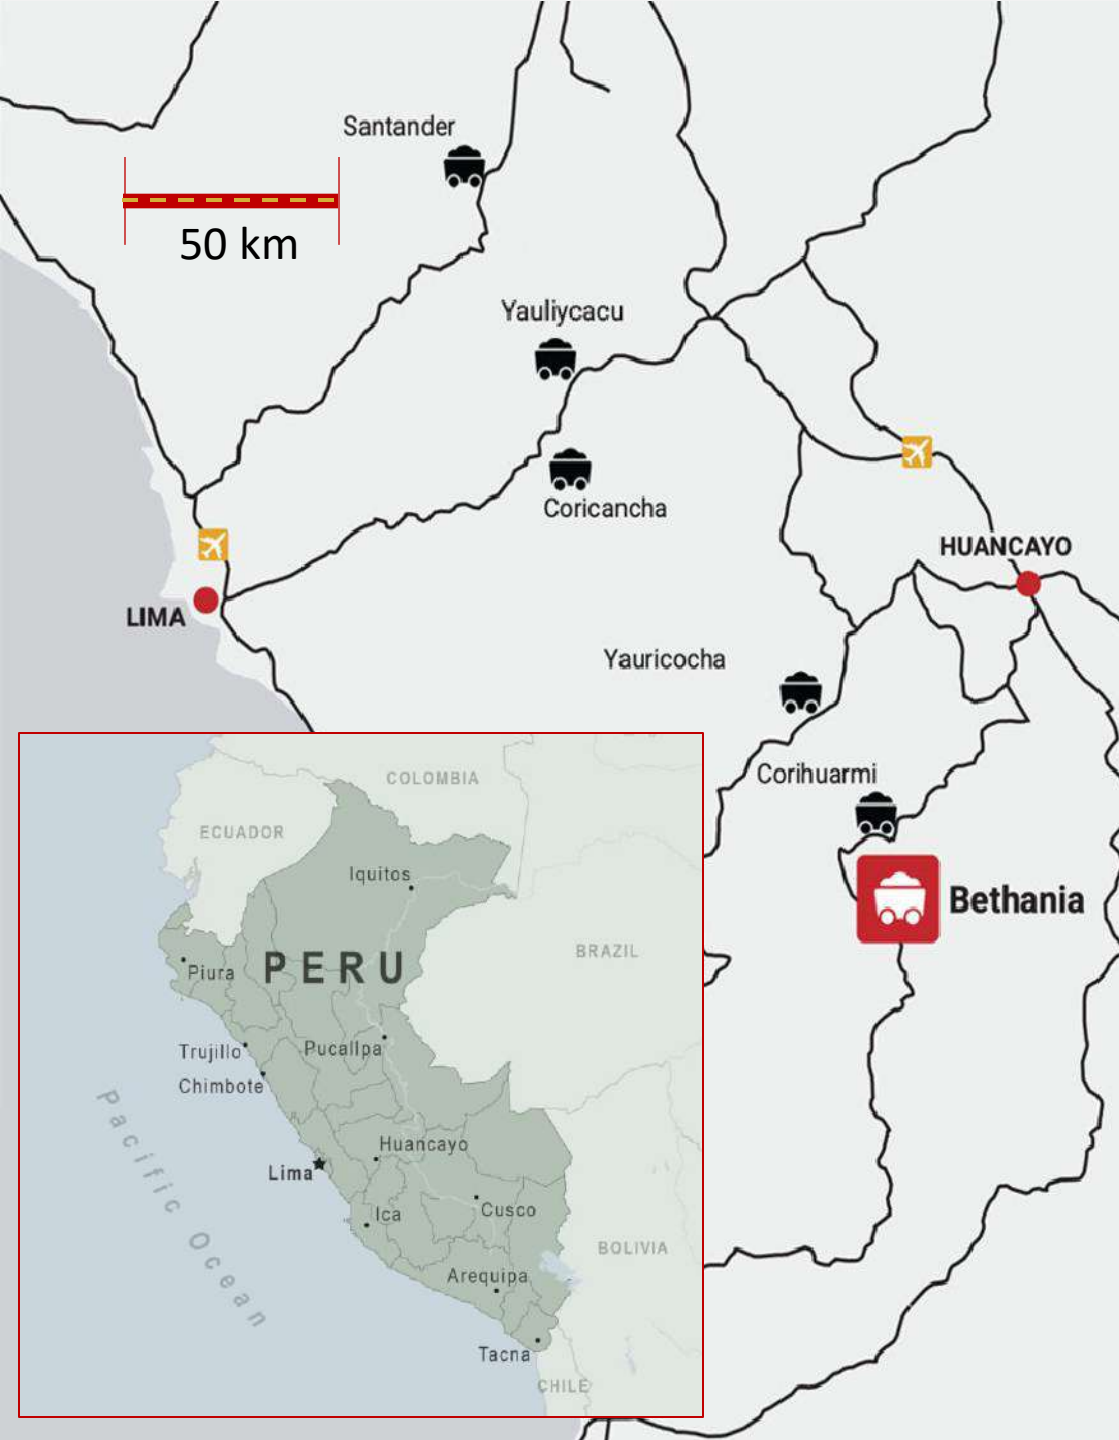 Santander
50 km
Yauliycacu
Coricancha
HUANCAYO
LIMA
Yauricocha
Corihuarmi
Bethania
COLOMBIA
ECUADOR
Iquitos
BRAZIL
PERU
Piura
Trujillo
Pucallpa
Chimbote
Pacific Ocean
Huancayo
Lima
Ica
Cusco
BOLIVIA
Arequipa
Tacna
CHILE